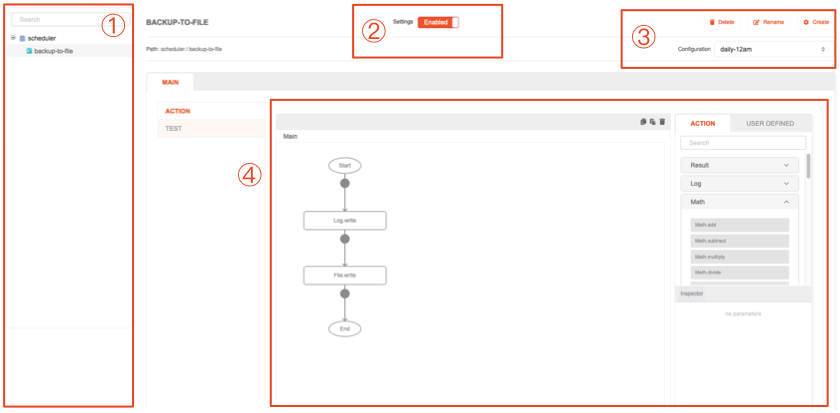 Search
①
scheduler
backup-to-file
BACKUP-TO-FILE
Settings
Enabled
②
③
Delete
Rename
Create
Path: scheduler / backup-to-file
Configuration
daily-12am
MAIN
ACTION
TEST
④
Main
Start
Log.write
File.write
End
ACTION
USER DEFINED
Search
Result
Log
Math
Math.add
Math.subtract
Math.multiply
Math.divide
Inspector
no parameters